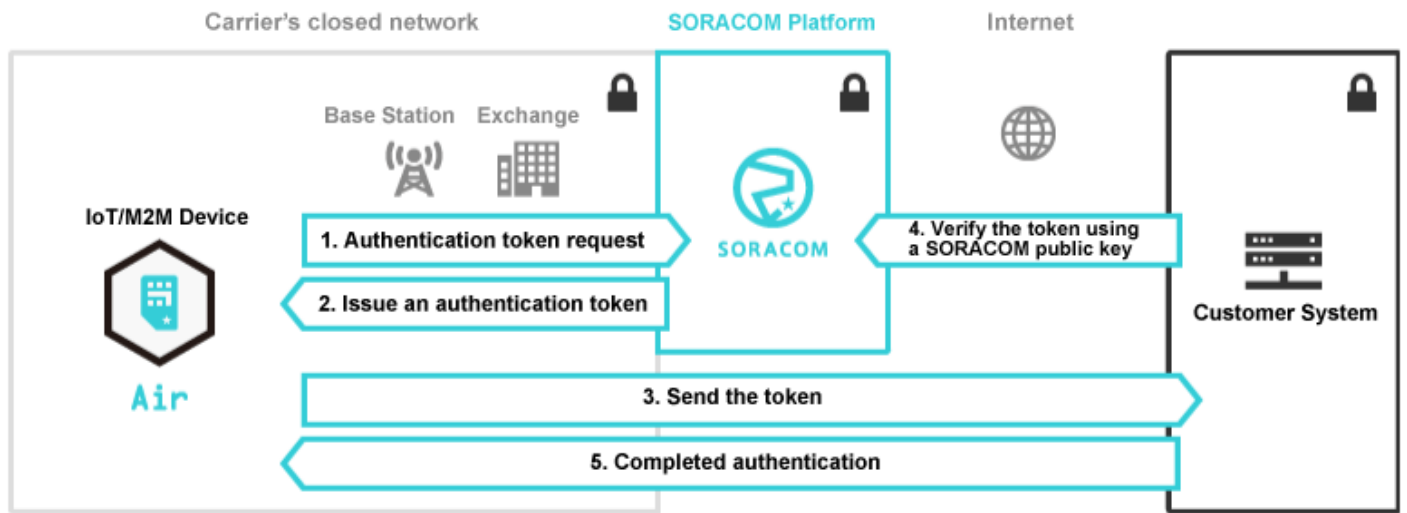 Carrier's closed network
SORACOM Platform
Internet
Base Station
Exchange
IoT/M2M Device
1. Authentication token request
SORACOM
4. Verify the token using
a SORACOM public key
2. Issue an authentication token
Customer System
Air
3. Send the token
5. Completed authentication